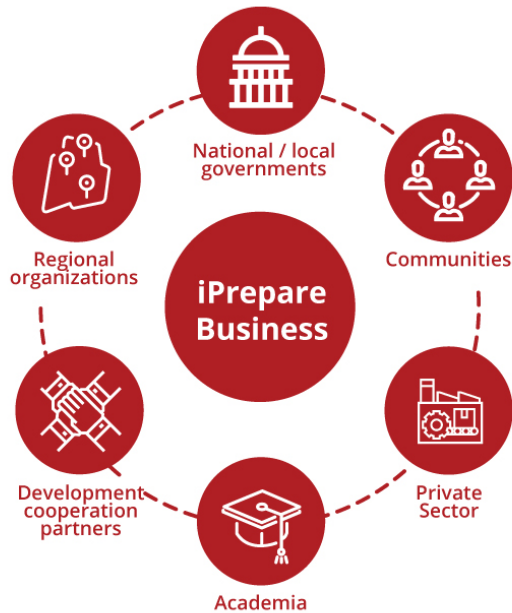 National / local
governments
Communities
Private
Sector
Academia
Development
cooperation
partners
Regional
organizations
iPrepare
Business